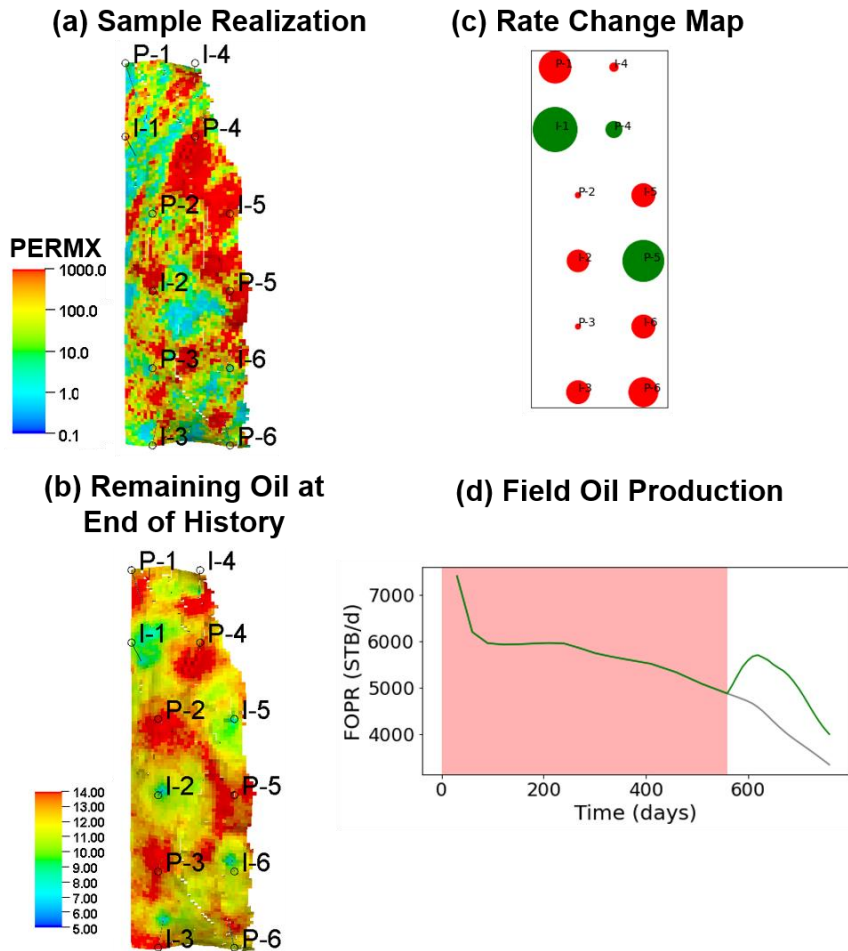 (a) Sample Realization
P-1
I-4
I-1
P-4
P-2
I-5
I-2
P-5
P-3
I-6
I-3
P-6
PERMX
1000.0
100.0
10.0
1.0
0.1
(c) Rate Change Map
P-1
I-4
I-1
P-4
P-2
I-5
I-2
P-5
P-3
I-6
I-3
P-6
(b) Remaining Oil at
End of History
P-1
I-4
I-1
P-4
P-2
I-5
I-2
P-5
P-3
I-6
I-3
P-6
14.00
13.00
12.00
11.00
10.00
9.00
8.00
7.00
6.00
5.00
(d) Field Oil Production
FOPR (STB/d)
7000
6000
5000
4000
0
200
400
600
Time (days)